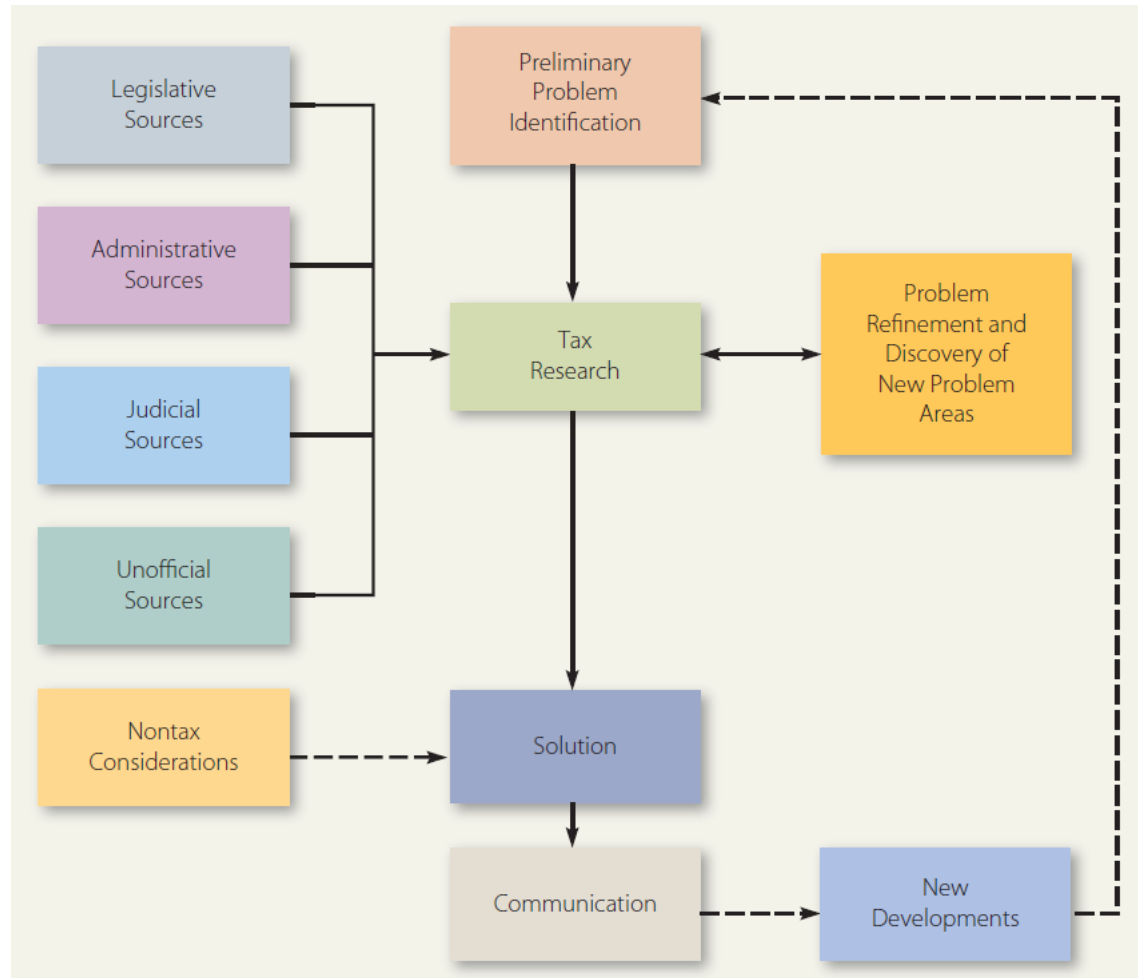 Legislative
Sources
Preliminary
Problem
Identification
Administrative
Sources
Tax
Research
Problem
Refinement and
Discovery of
New Problem
Areas
Judicial
Sources
Unofficial
Sources
Nontax
Considerations
Solution
Communication
New
Developments